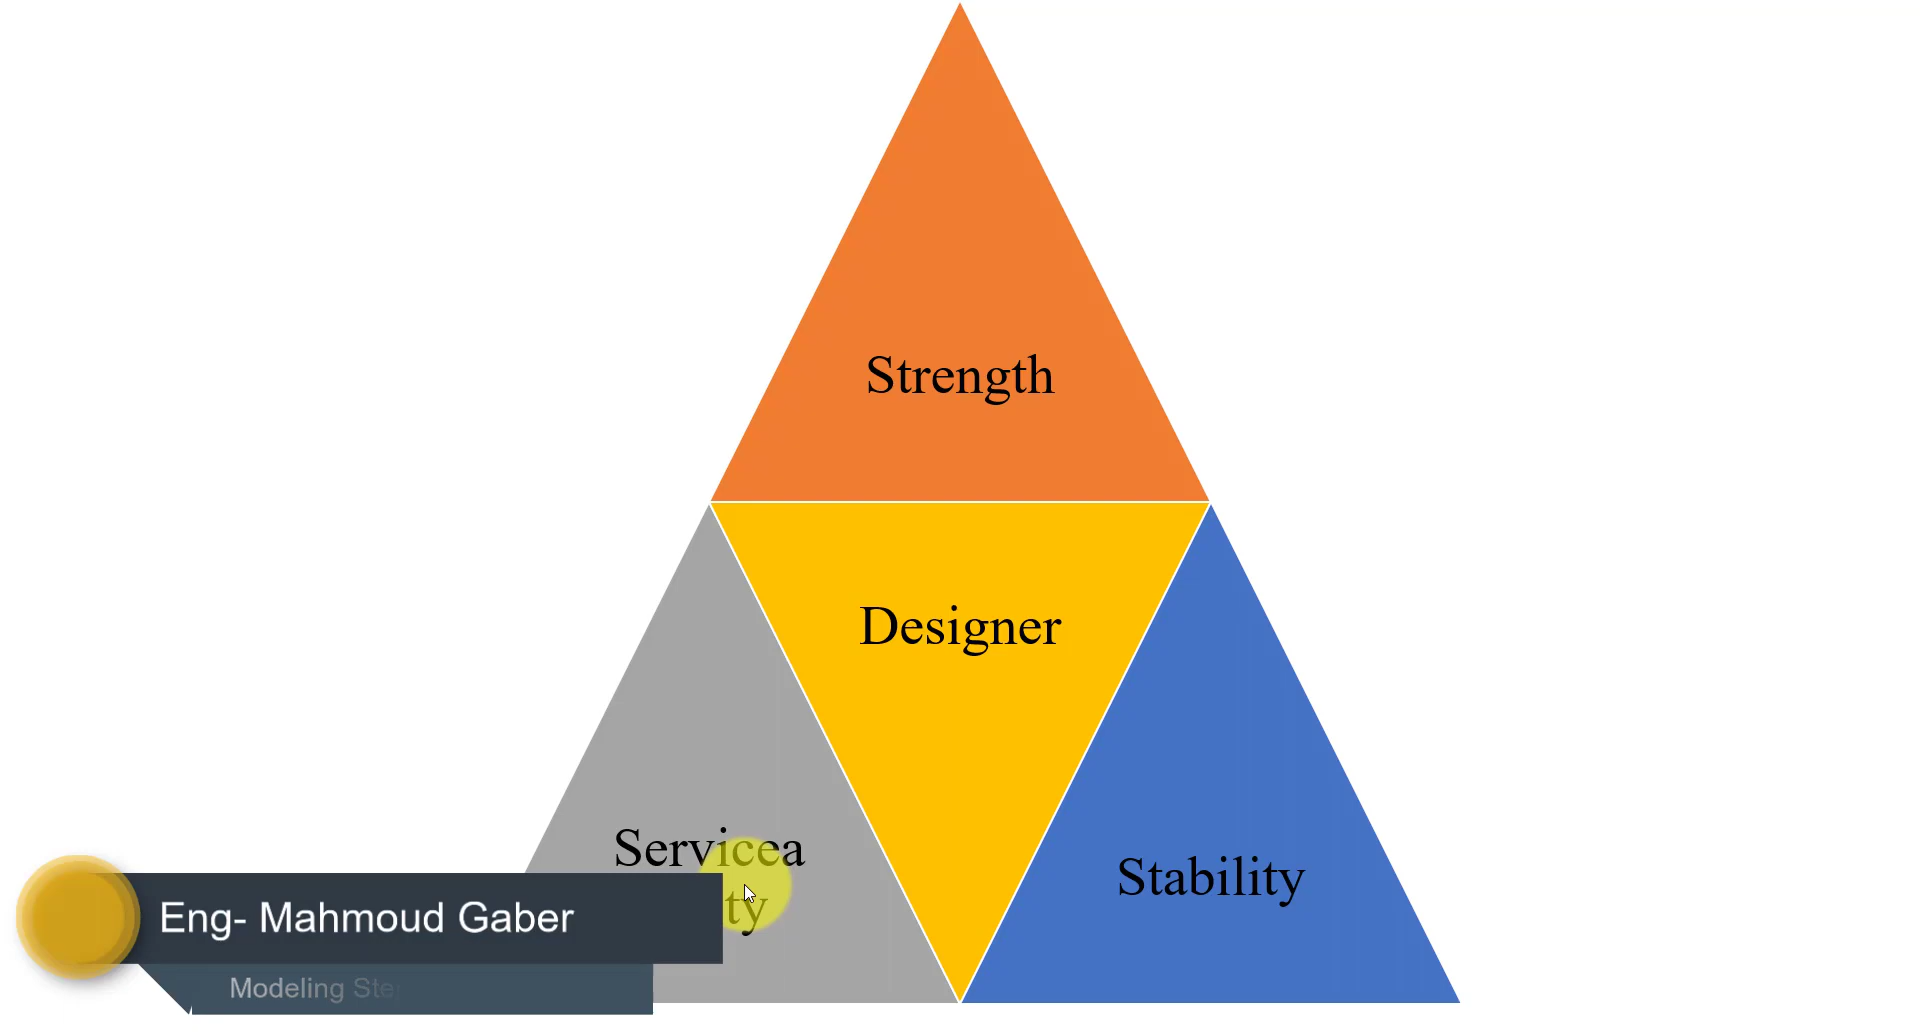 Strength
Designer
Servicea
ty
Stability
Eng- Mahmoud Gaber
Modeling